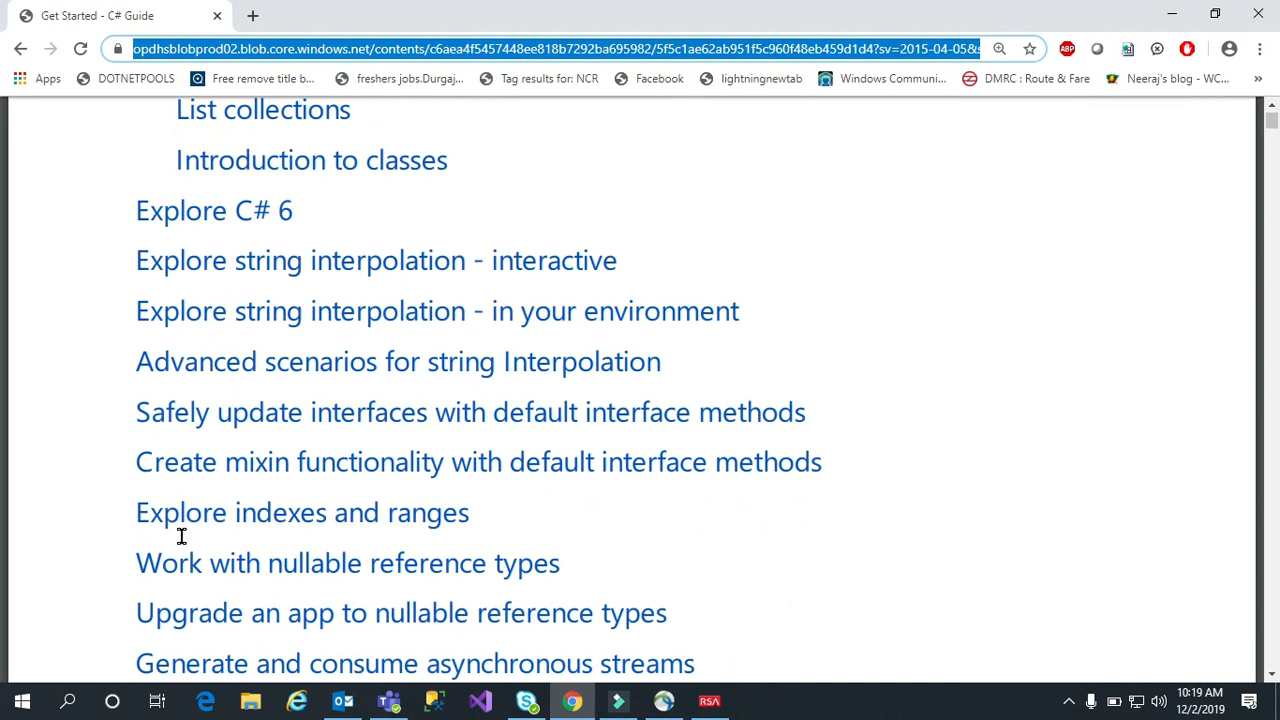 Get Started - C# Guide
opdhsblobprod02.blob.core.windows.net/contents/c6aea4f5457448ee818b7292ba695982/5f5c1ae62ab951f5c960f48eb459d1d4?sv=2015-04-05&s
ABP
Apps
DOTNETPOOLS
Free remove title b...
freshers jobs.Durgaj...
Tag results for: NCR
Facebook
lightningnewtab
Windows Communi...
DMRC : Route & Fare
Neeraj's blog - WC...
List collections
Introduction to classes
Explore C# 6
Explore string interpolation - interactive
Explore string interpolation - in your environment
Advanced scenarios for string Interpolation
Safely update interfaces with default interface methods
Create mixin functionality with default interface methods
Explore indexes and ranges
Work with nullable reference types
Upgrade an app to nullable reference types
Generate and consume asynchronous streams
RSA
10:19 AM
12/2/2019